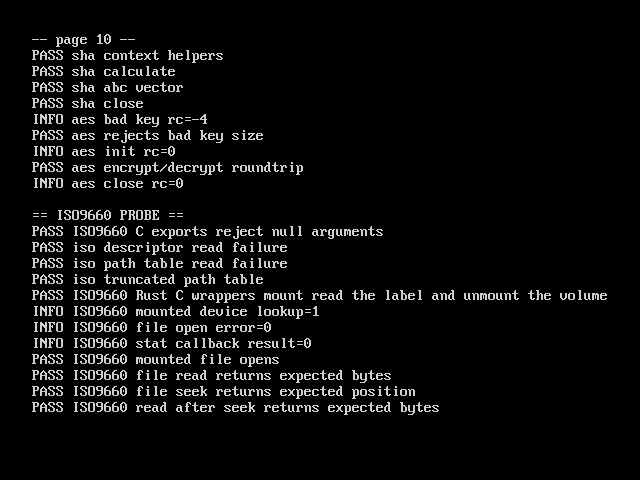 -- page 10 --
PASS sha context helpers
PASS sha calculate
PASS sha abc vector
PASS sha close
INFO aes bad key rc=-4
PASS aes rejects bad key size
INFO aes init rc=0
PASS aes encrypt/decrypt roundtrip
INFO aes close rc=0
== ISO9660 PROBE ==
PASS ISO9660 C exports reject null arguments
PASS iso descriptor read failure
PASS iso path table read failure
PASS iso truncated path table
PASS ISO9660 Rust C wrappers mount read the label and unmount the volume
INFO ISO9660 mounted device lookup=1
INFO ISO9660 file open error=0
INFO ISO9660 stat callback result=0
PASS ISO9660 mounted file opens
PASS ISO9660 file read returns expected bytes
PASS ISO9660 file seek returns expected position
PASS ISO9660 read after seek returns expected bytes